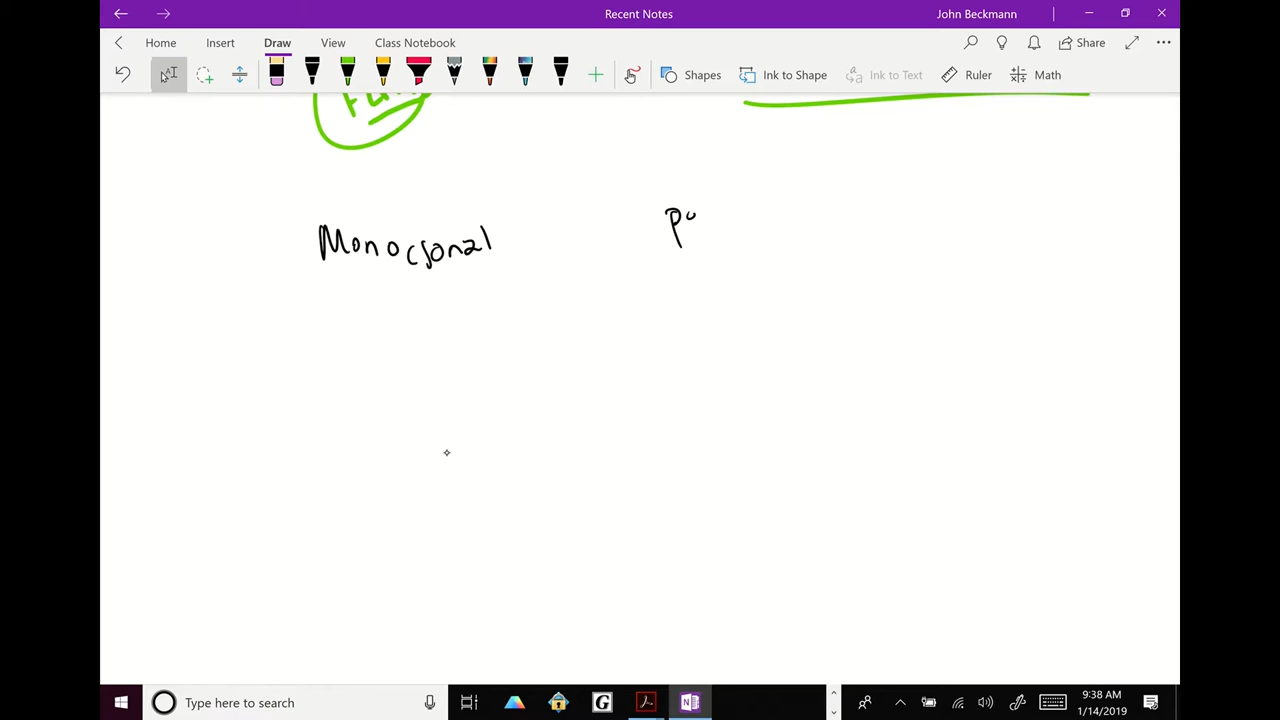 Recent Notes
John Beckmann
Home Insert Draw View Class Notebook Share
Shapes Ink to Shape Ink to Text Ruler Math
Monoclonal Po
Type here to search
9:38 AM
1/14/2019